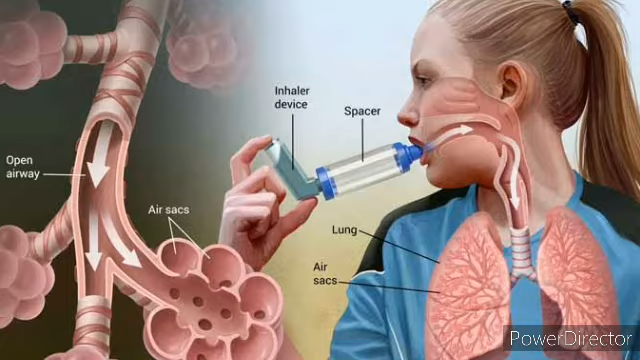 Inhaler
device
Spacer
Open
airway
Air sacs
Lung
Air
sacs
PowerDirector